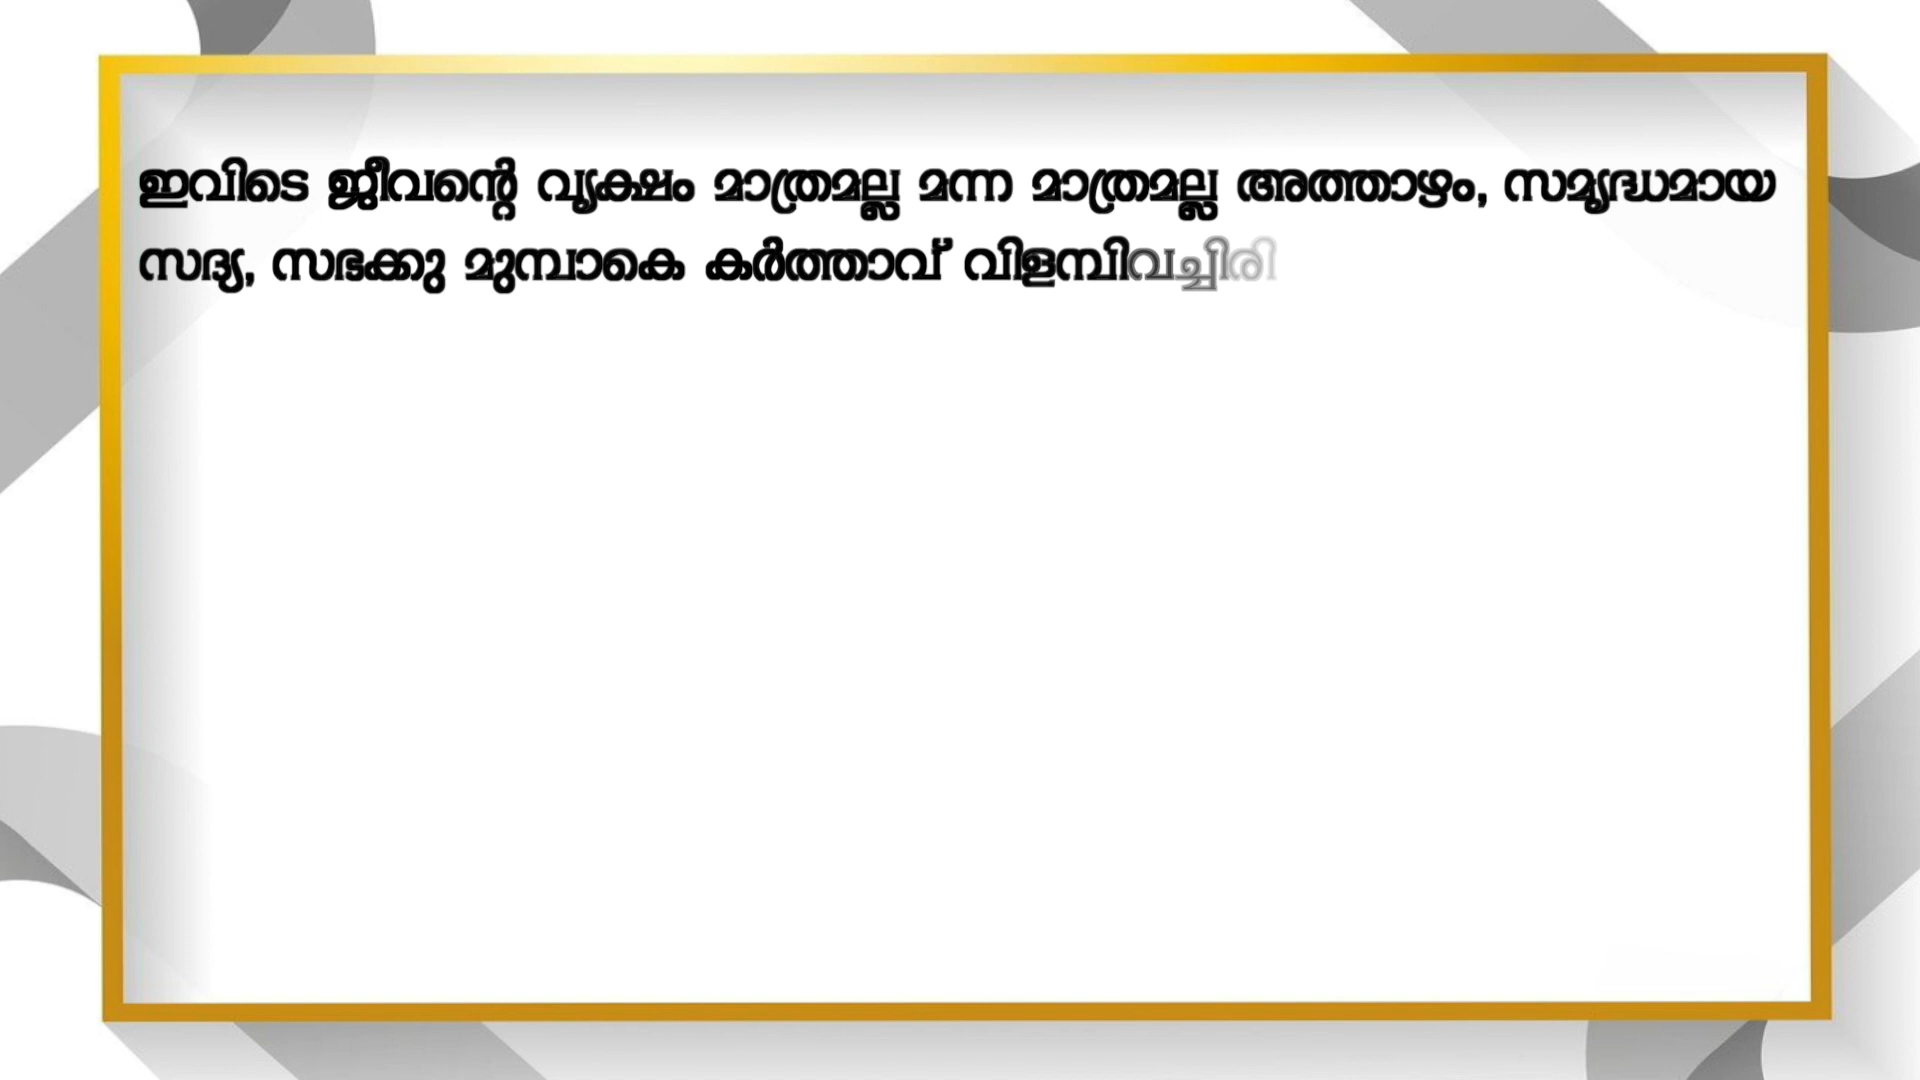 ഇവിടെ ജീവന്റെ വൃക്ഷം മാത്രമല്ല മന്ന മാത്രമല്ല അത്താഴം, സമൃദ്ധമായ
സദ്യ, സഭക്കു മുമ്പാകെ കർത്താവ് വിളമ്പിവച്ചിരി